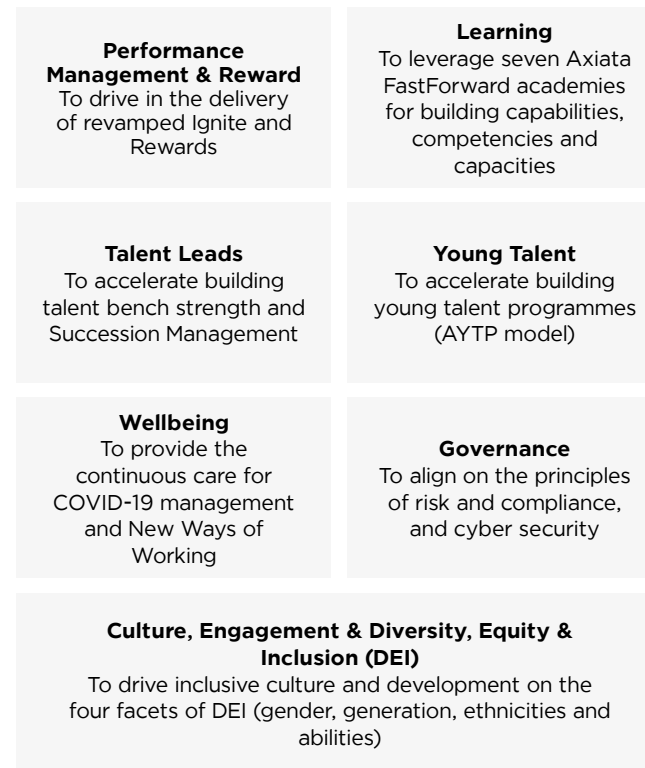 Performance
Management & Reward
To drive in the delivery
of revamped Ignite and
Rewards
Learning
To leverage seven Axiata
FastForward academies
for building capabilities,
competencies and
capacities
Talent Leads
To accelerate building
talent bench strength and
Succession Management
Young Talent
To accelerate building
young talent programmes
(AYTP model)
Wellbeing
To provide the
continuous care for
COVID-19 management
and New Ways of
Working
Governance
To align on the principles
of risk and compliance,
and cyber security
Culture, Engagement & Diversity, Equity &
Inclusion (DEI)
To drive inclusive culture and development on the
four facets of DEI (gender, generation, ethnicities and
abilities)